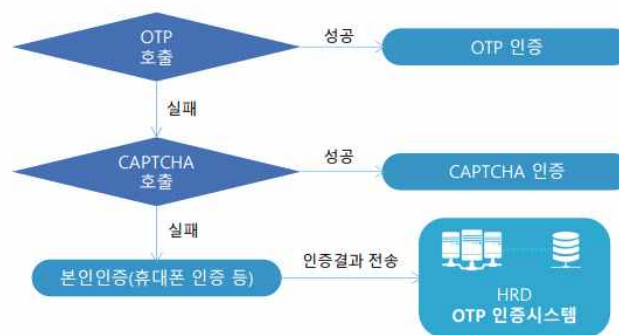 OTP
호출
성공
OTP 인증
실패
CAPTCHA
호출
성공
CAPTCHA 인증
실패
본인인증(휴대폰 인증 등)
인증결과 전송
HRD
OTP 인증시스템